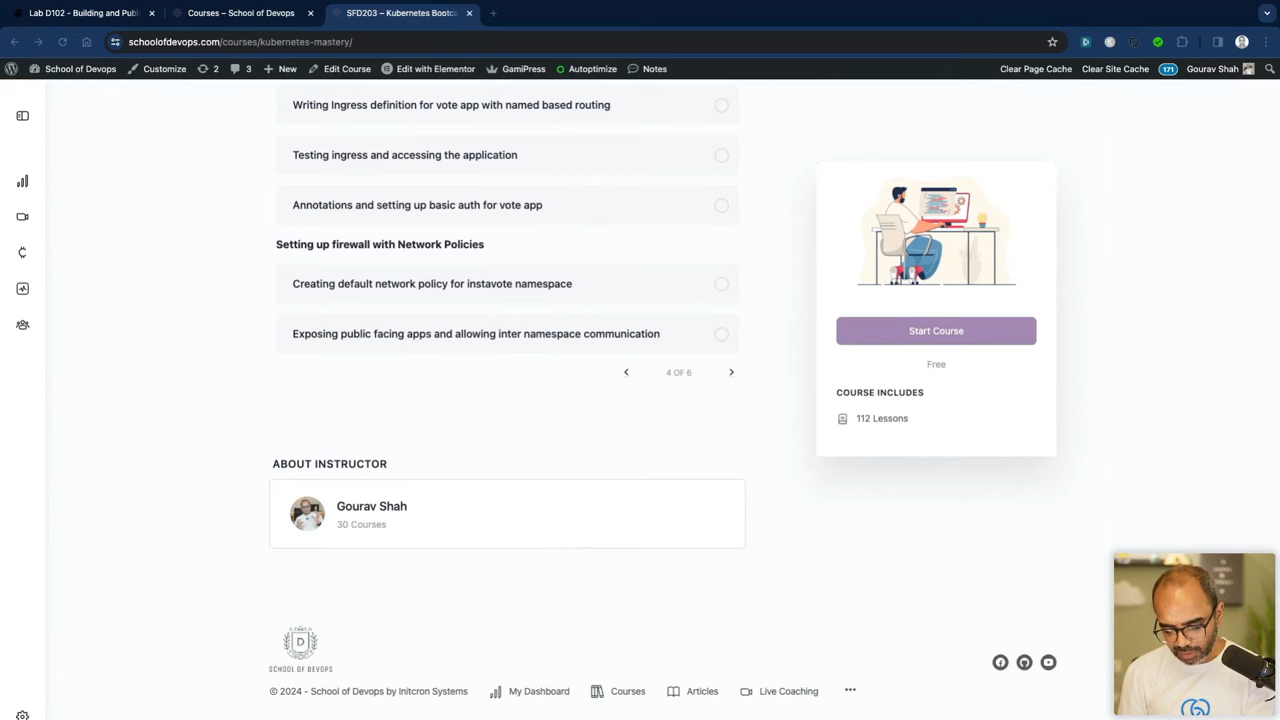 Lab D102 - Building and Publ
Courses – School of Devops
SFD203 – Kubernetes Bootca
schoolofdevops.com/courses/kubernetes-mastery/
School of Devops
Customize
2
3
New
Edit Course
Edit with Elementor
GamiPress
Autoptimize
Notes
Clear Page Cache
Clear Site Cache
171
Gourav Shah
Writing Ingress definition for vote app with named based routing
Testing ingress and accessing the application
Annotations and setting up basic auth for vote app
Setting up firewall with Network Policies
Creating default network policy for instavote namespace
Exposing public facing apps and allowing inter namespace communication
4 OF 6
Start Course
Free
COURSE INCLUDES
112 Lessons
ABOUT INSTRUCTOR
Gourav Shah
30 Courses
D
SCHOOL OF DEVOPS
© 2024 - School of Devops by Initcron Systems
My Dashboard
Courses
Articles
Live Coaching